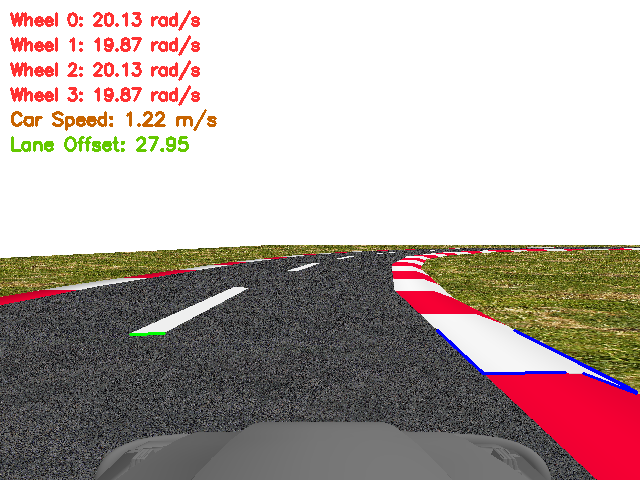 Wheel 0: 20.13 rad/s
Wheel 1: 19.87 rad/s
Wheel 2: 20.13 rad/s
Wheel 3: 19.87 rad/s
Car Speed: 1.22 m/s
Lane Offset: 27.95